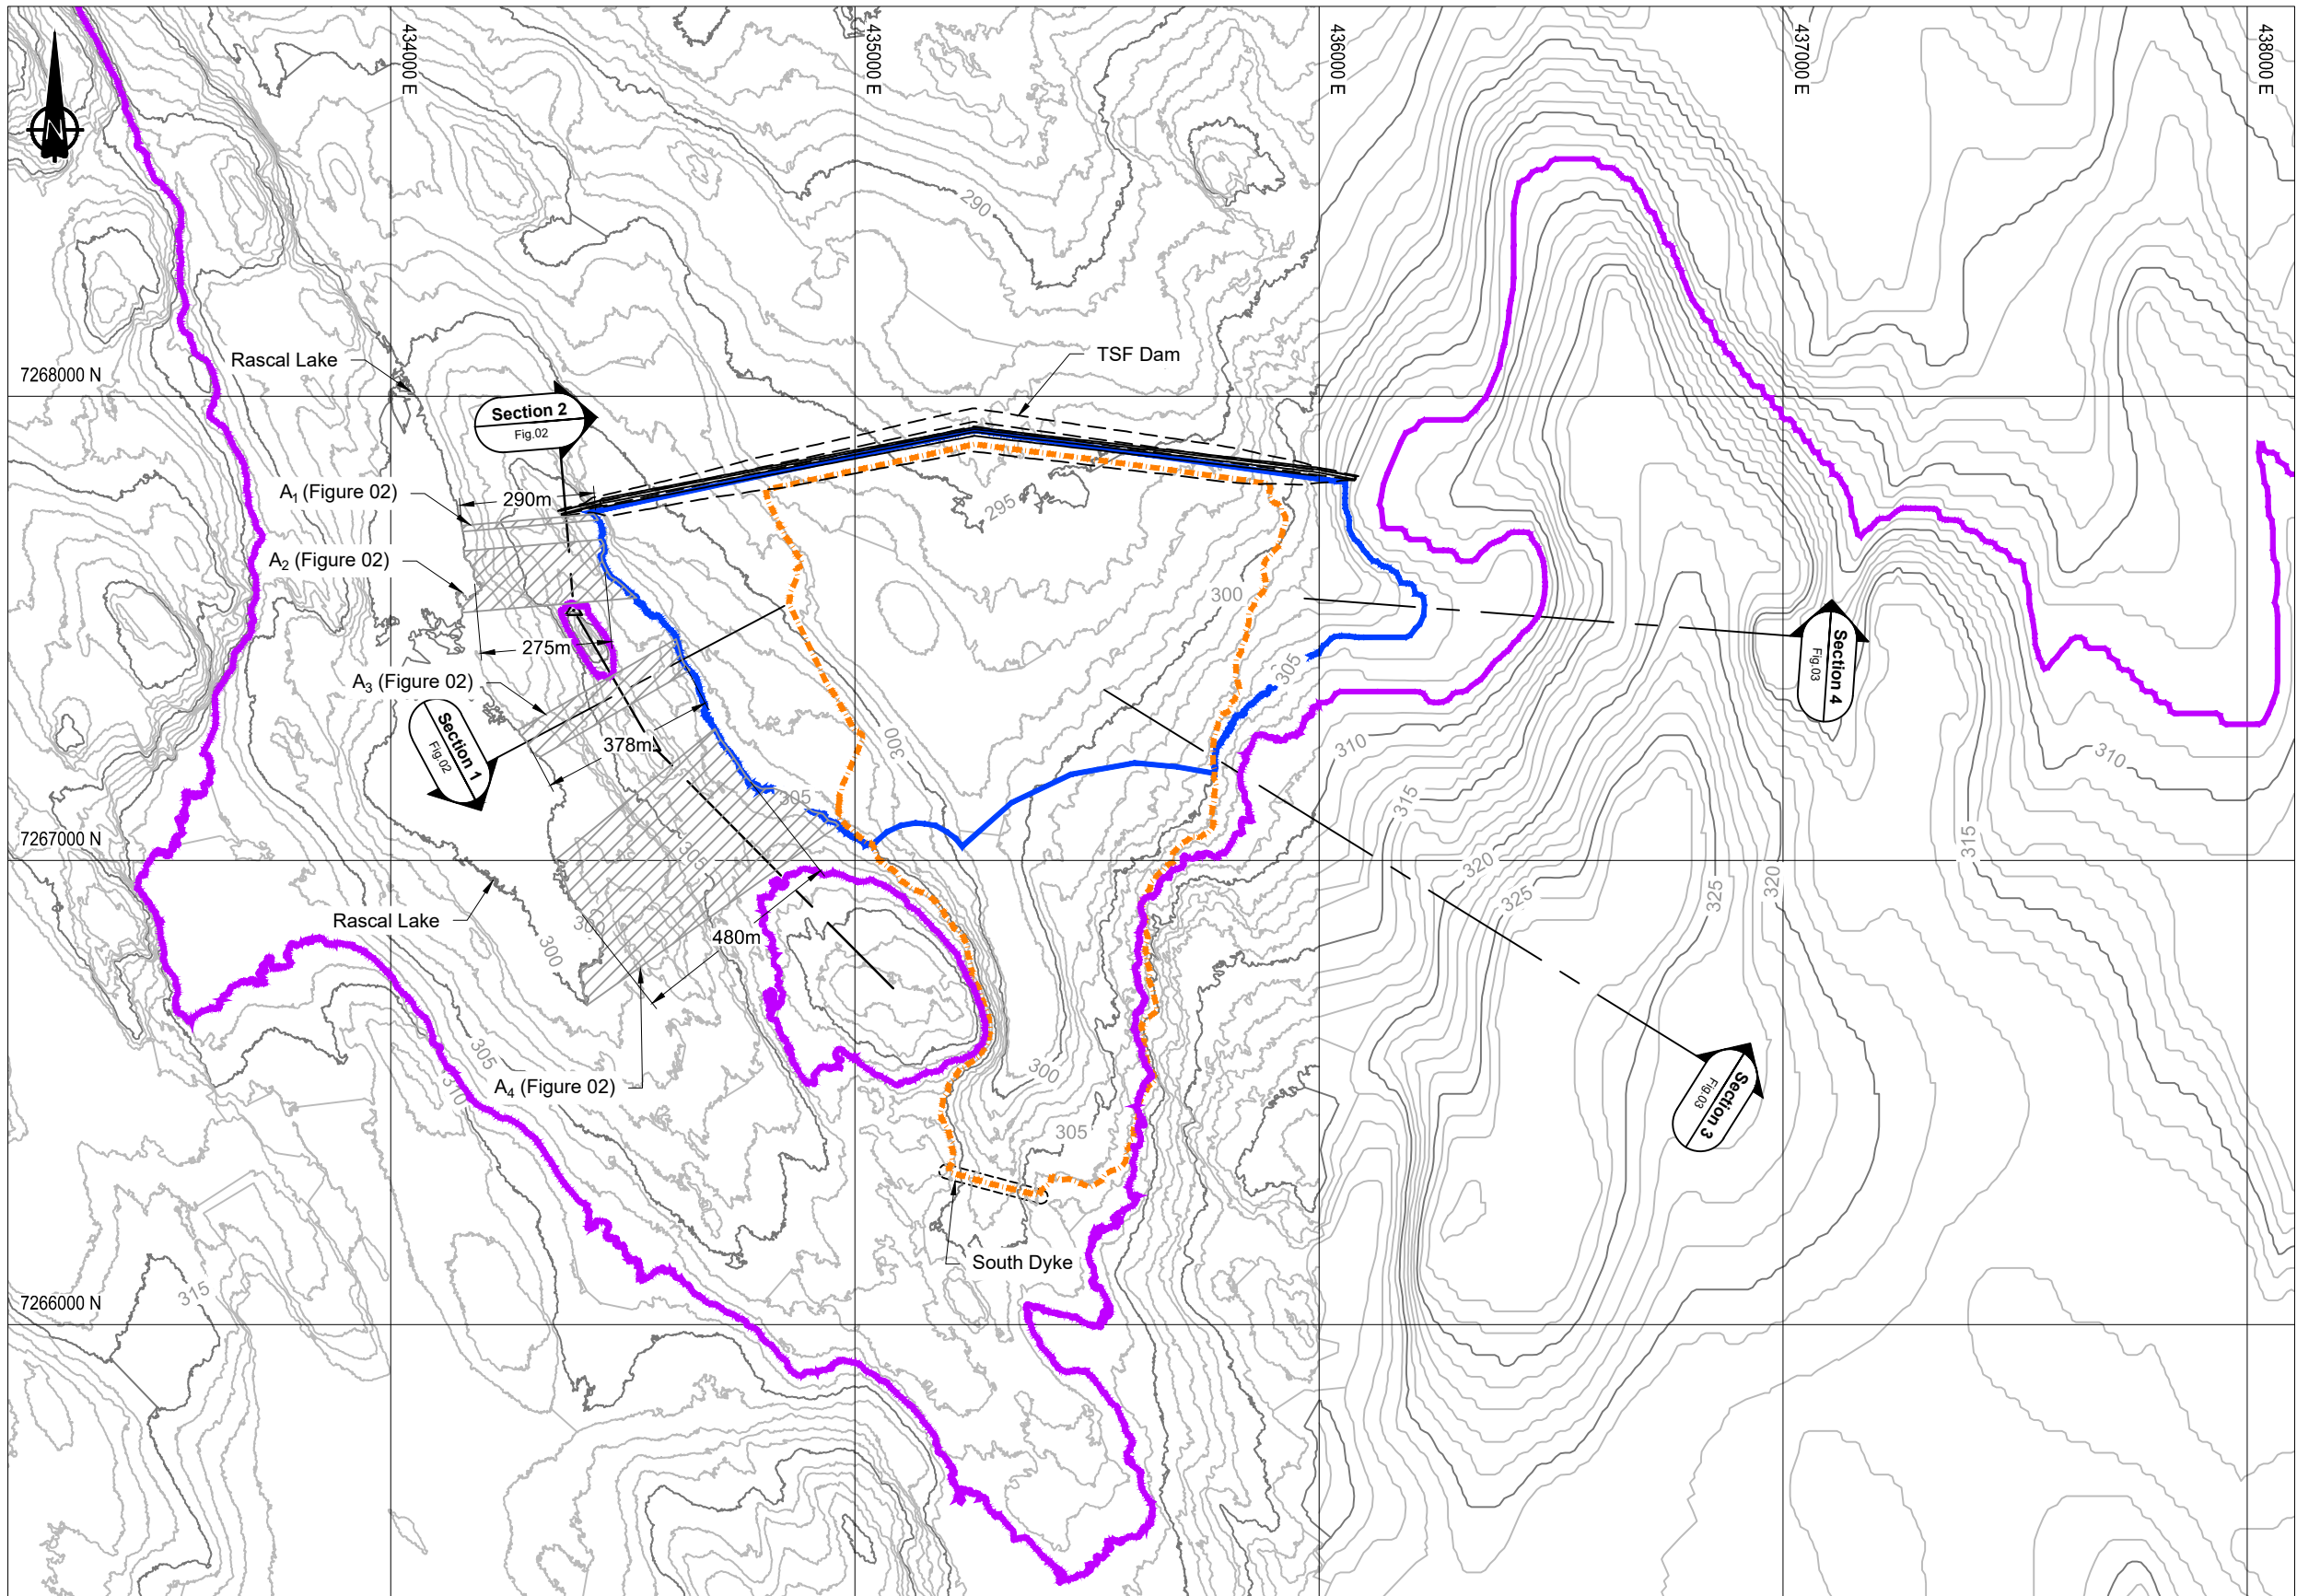 434000 E
435000 E
436000 E
437000 E
438000 E
N
290
Rascal Lake
TSF Dam
7268000 N
Section 2
Fig.02
A₁ (Figure 02)
290m
295
A₂ (Figure 02)
300
275m
305
A₃ (Figure 02)
Section 1
Fig.02
378m
300
Section 4
Fig.03
310
310
305
315
315
7267000 N
305
320
325
325
320
Rascal Lake
300
300
480m
305
310
300
A₄ (Figure 02)
305
Section 3
Fig.03
South Dyke
315
7266000 N